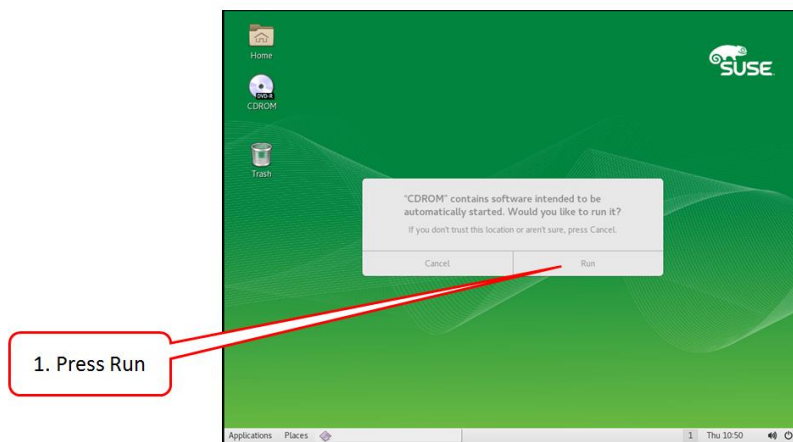 Home
DVD-R
CDROM
Trash
SUSE
"CDROM" contains software intended to be
automatically started. Would you like to run it?
If you don't trust this location or aren't sure, press Cancel.
Cancel
Run
1. Press Run
Applications Places
1 Thu 10:50